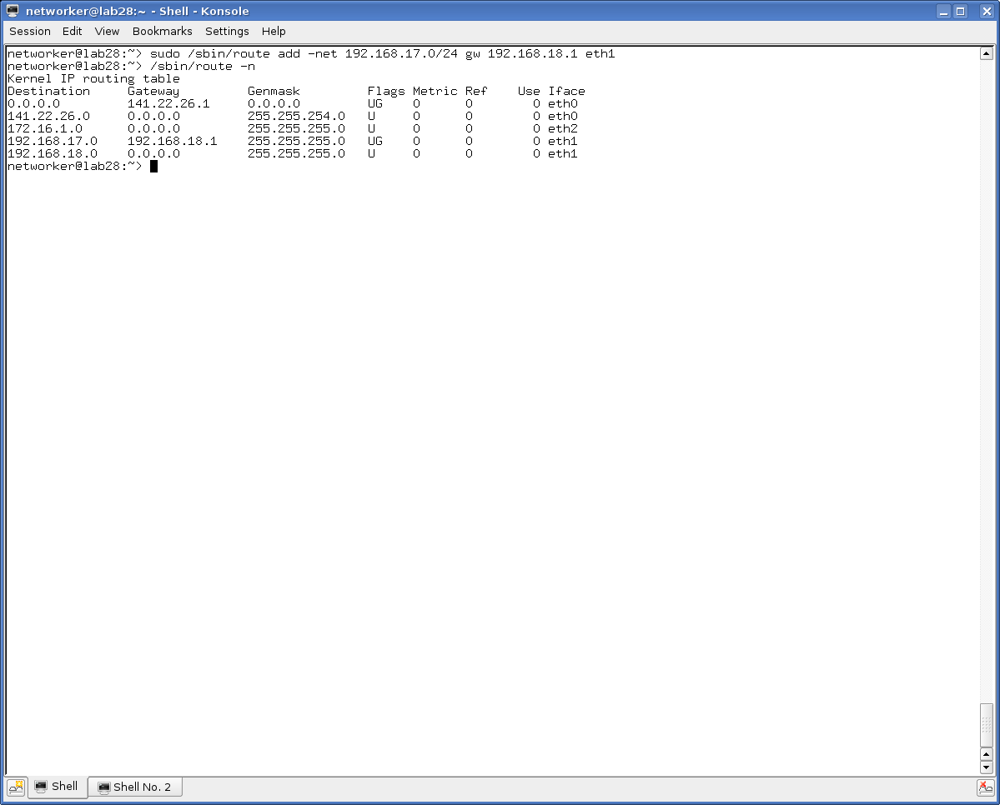 networker@lab28:~ - Shell - Konsole
Session Edit View Bookmarks Settings Help
networker@lab28:~> sudo /sbin/route add -net 192.168.17.0/24 gw 192.168.18.1 eth1
networker@lab28:~> /sbin/route -n
Kernel IP routing table
Destination     Gateway         Genmask         Flags Metric Ref    Use Iface
0.0.0.0         141.22.26.1     0.0.0.0         UG    0      0        0 eth0
141.22.26.0     0.0.0.0         255.255.254.0   U     0      0        0 eth0
172.16.1.0      0.0.0.0         255.255.255.0   U     0      0        0 eth2
192.168.17.0    192.168.18.1    255.255.255.0   UG    0      0        0 eth1
192.168.18.0    0.0.0.0         255.255.255.0   U     0      0        0 eth1
networker@lab28:~>
Shell Shell No. 2